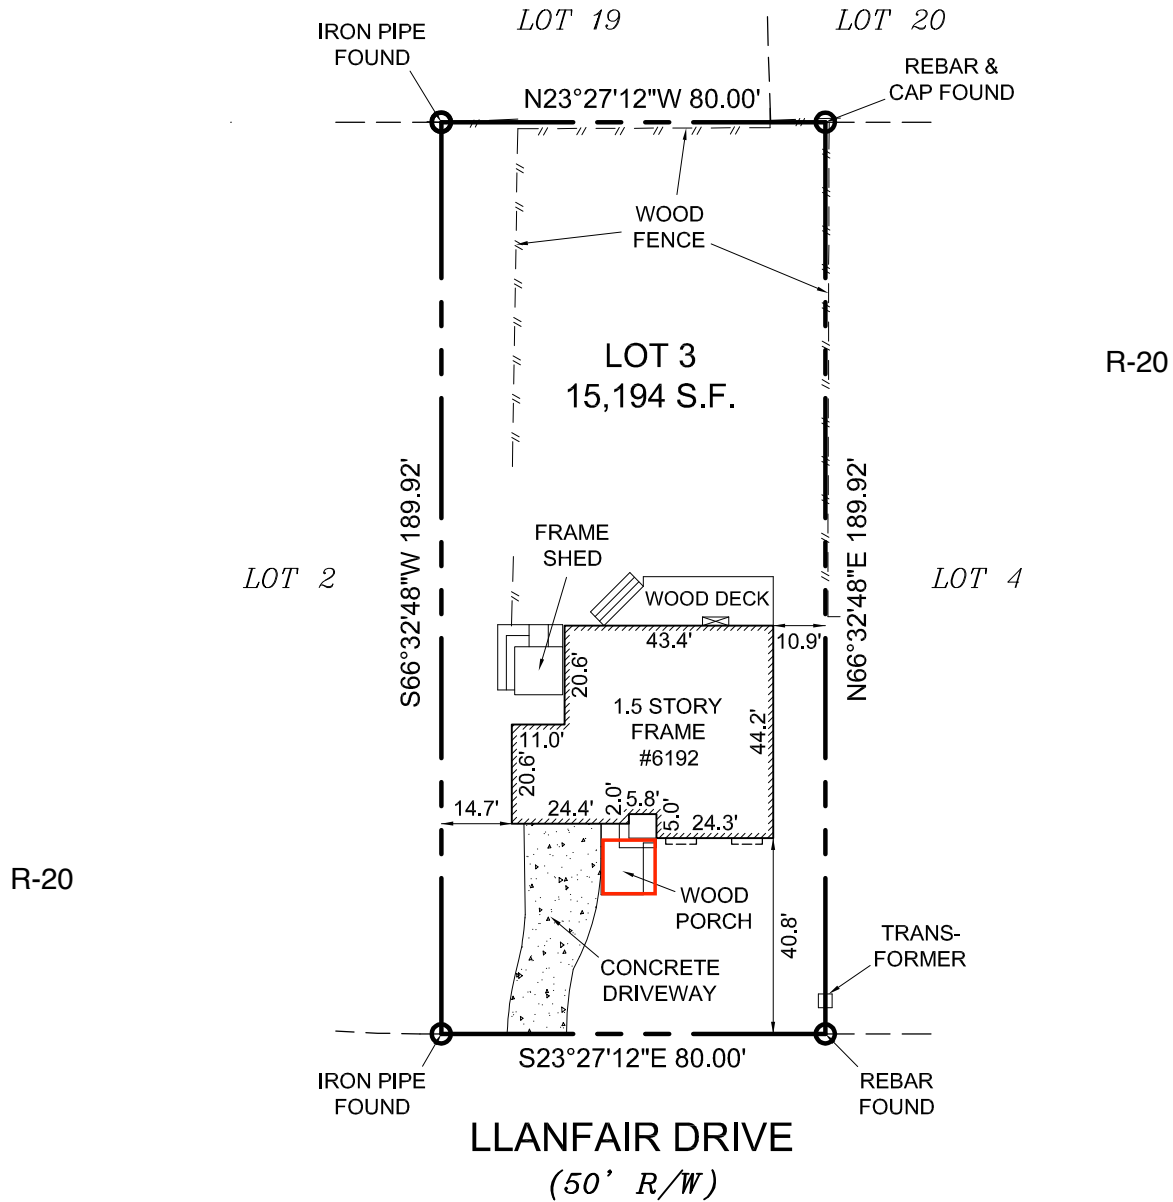 LOT 19
LOT 20
IRON PIPE
FOUND
REBAR &
CAP FOUND
N23°27'12"W 80.00'
WOOD
FENCE
LOT 3
15,194 S.F.
R-20
S66°32'48"W 189.92'
N66°32'48"E 189.92'
FRAME
SHED
LOT 2
LOT 4
WOOD DECK
43.4'
10.9'
20.6'
1.5 STORY
FRAME
#6192
44.2'
11.0'
20.6'
14.7'
24.4'
2.0'
5.8'
5.0'
24.3'
R-20
WOOD
PORCH
40.8'
TRANS-
FORMER
CONCRETE
DRIVEWAY
S23°27'12"E 80.00'
IRON PIPE
FOUND
REBAR
FOUND
LLANFAIR DRIVE
(50' R/W)